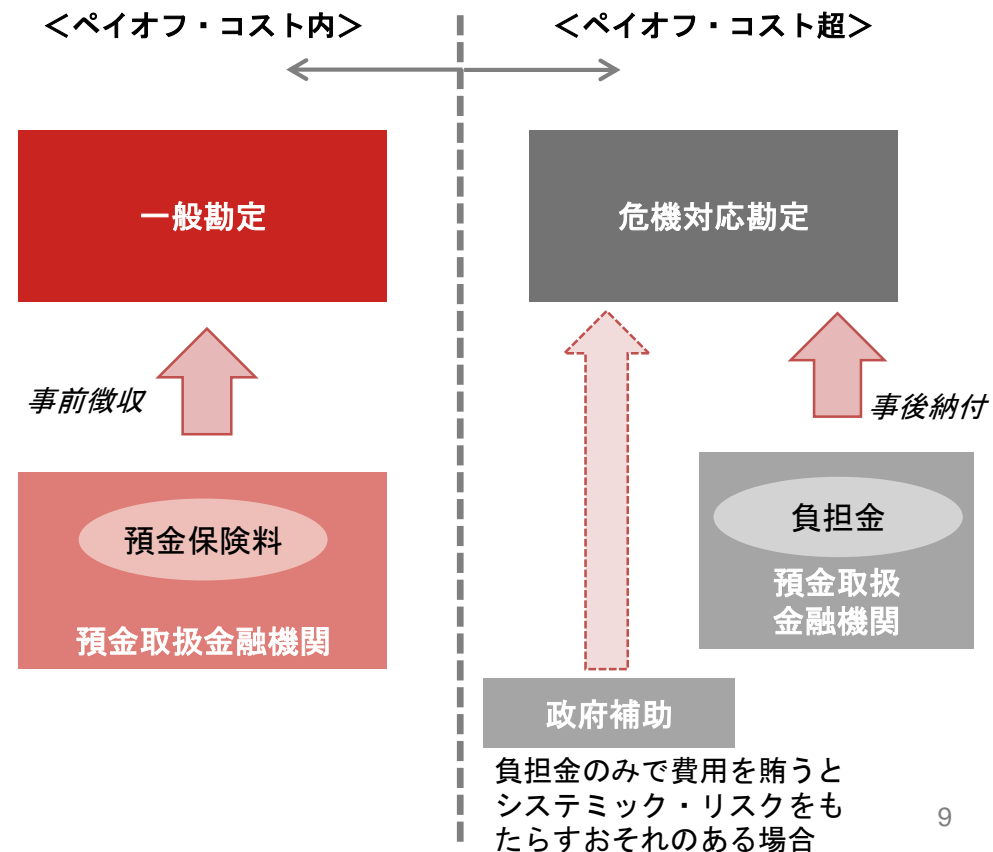 ＜ペイオフ・コスト内＞
＜ペイオフ・コスト超＞
一般勘定
危機対応勘定
事前徴収
事後納付
預金保険料
預金取扱金融機関
負担金
預金取扱
金融機関
政府補助
負担金のみで費用を賄うと
システミック・リスクをも
たらすおそれのある場合
9